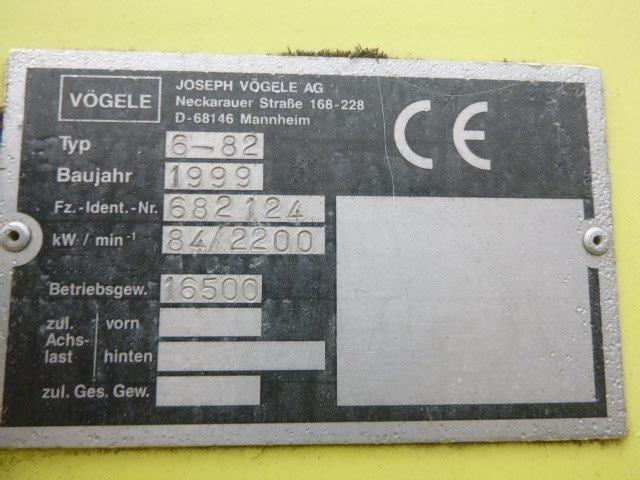 VÖGELE
JOSEPH VÖGELE AG
Neckarauer Straße 168-228
D-68146 Mannheim
CE
Typ 6-82
Baujahr 1999
Fz.-Ident.-Nr. 682124
kW / min⁻¹ 84/2200
Betriebsgew. 16500
zul. Achs-last vorn
hinten
zul. Ges. Gew.